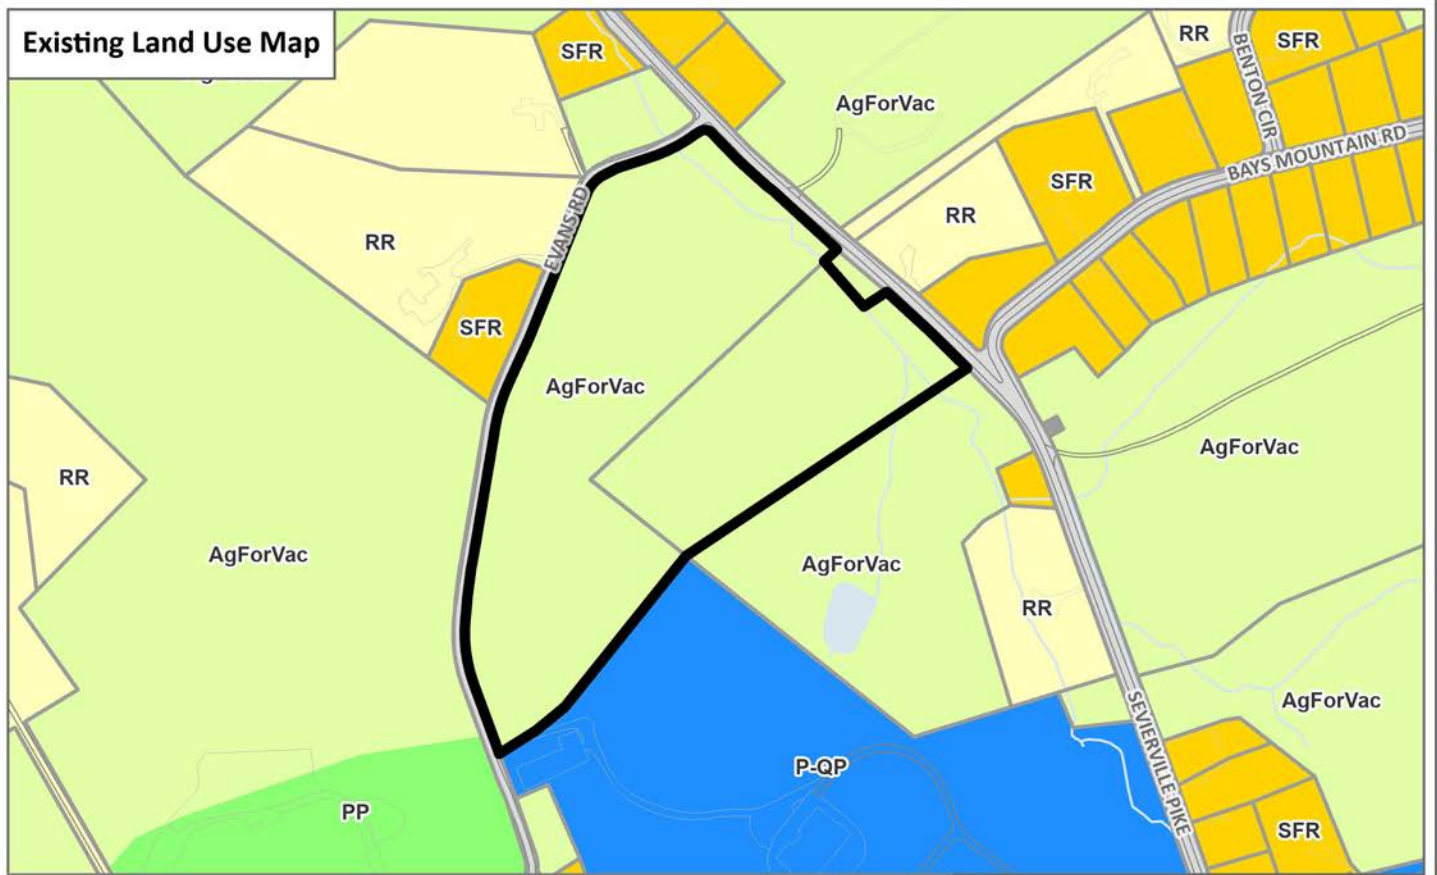 Existing Land Use Map
SFR
RR
SFR
BENTON CIR
AgForVac
BAYS MOUNTAIN RD
SFR
RR
EVANS RD
RR
SFR
AgForVac
AgForVac
RR
AgForVac
AgForVac
RR
AgForVac
SEVIERVILLE PIKE
P-QP
PP
SFR